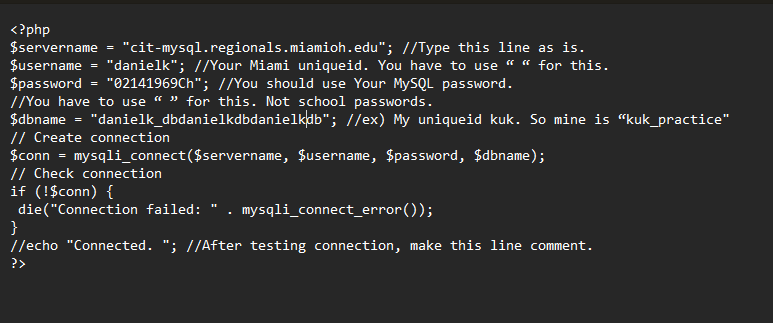 <?php
$servername = "cit-mysql.regionals.miamioh.edu"; //Type this line as is.
$username = "danielk"; //Your Miami uniqueid. You have to use “ “ for this.
$password = "02141969Ch"; //You should use Your MySQL password.
//You have to use “ ” for this. Not school passwords.
$dbname = "danielk_dbdanielkdbdanielkdb"; //ex) My uniqueid kuk. So mine is “kuk_practice"
// Create connection
$conn = mysqli_connect($servername, $username, $password, $dbname);
// Check connection
if (!$conn) {
 die("Connection failed: " . mysqli_connect_error());
}
//echo "Connected. "; //After testing connection, make this line comment.
?>